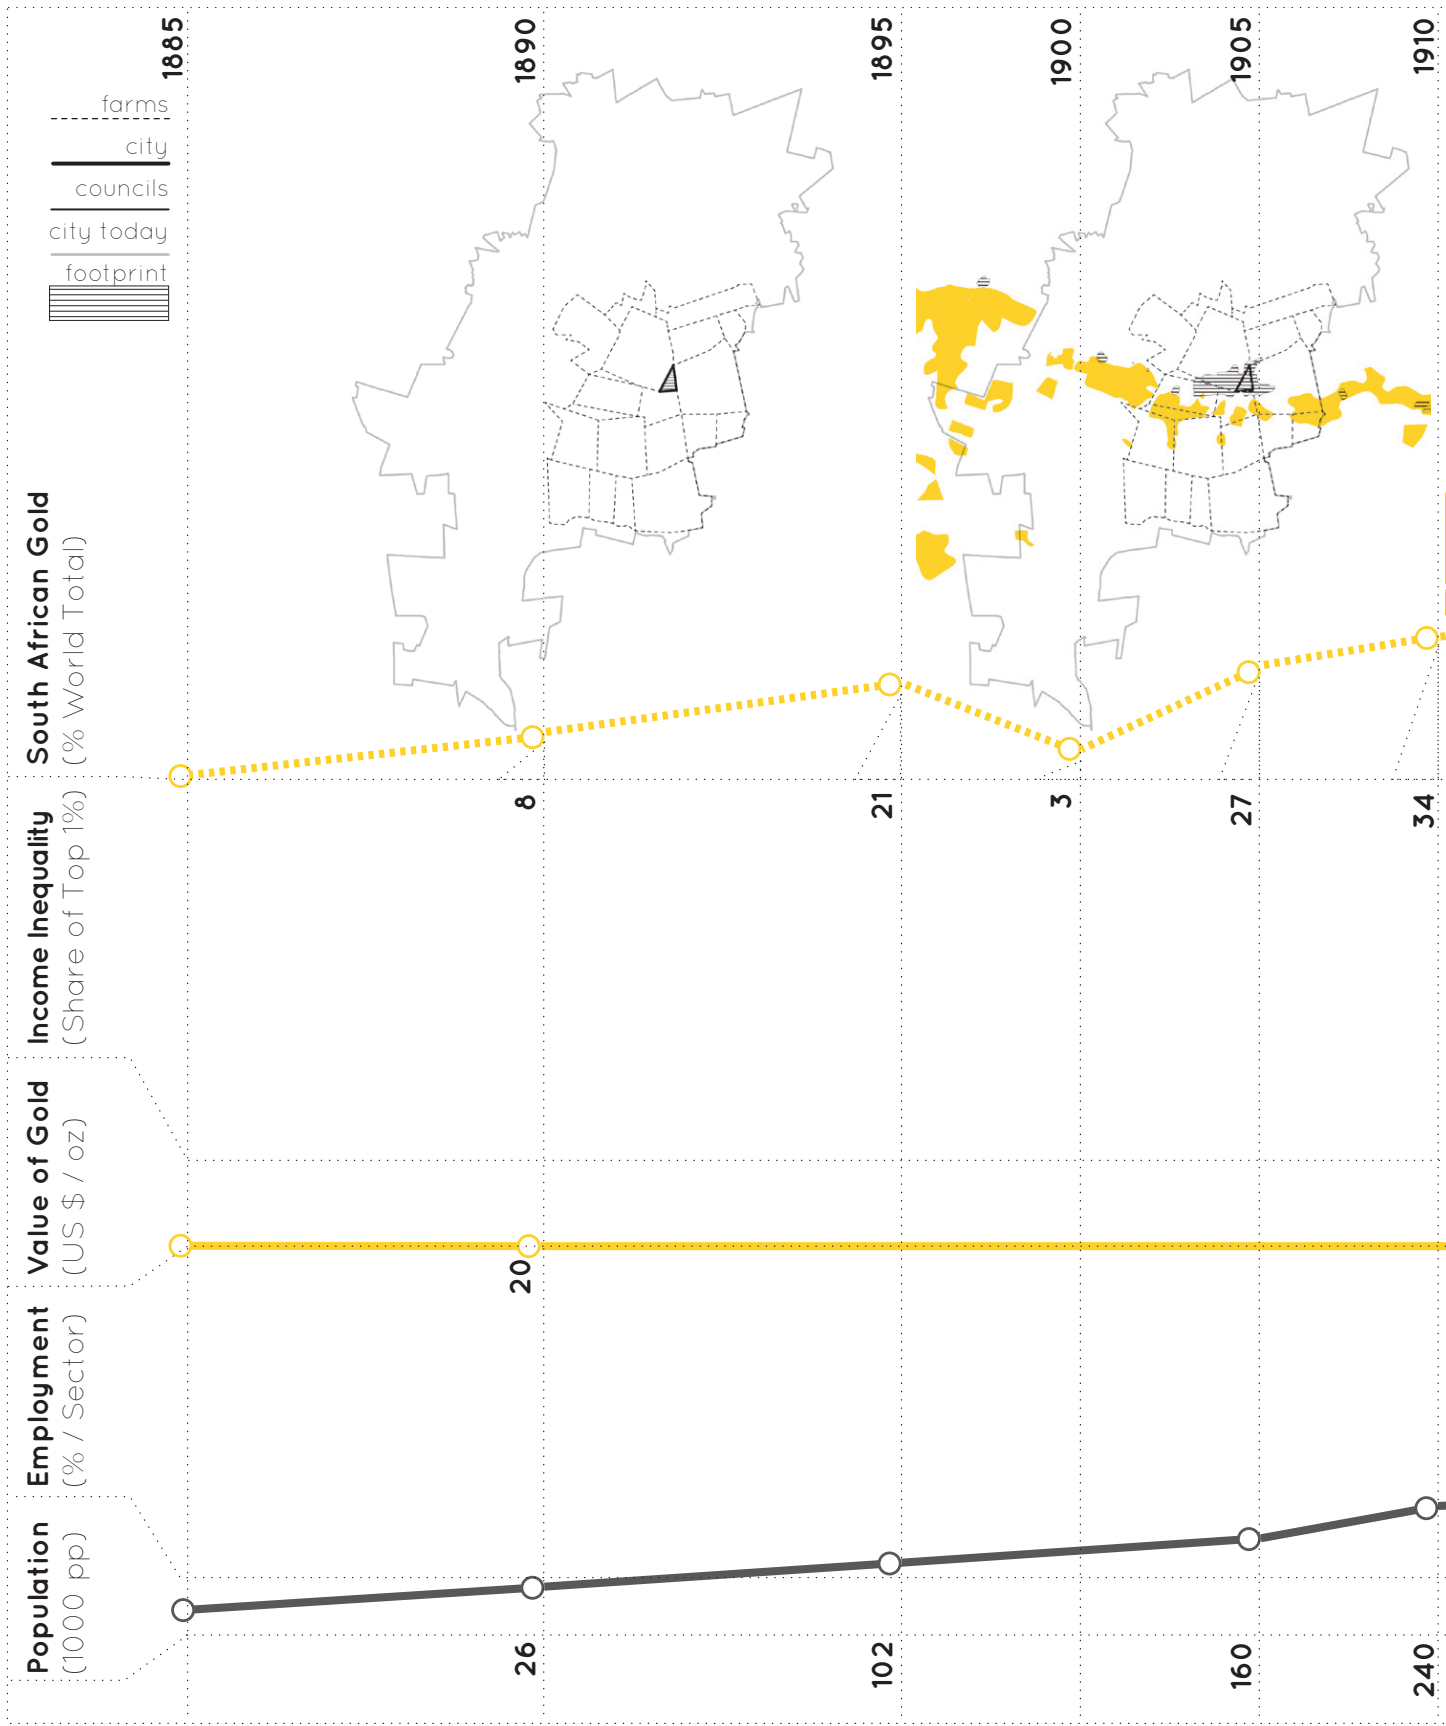 1885
1890
1895
1900
1905
1910
farms
city
councils
city today
footprint
South African Gold
(% World Total)
8
21
3
27
34
Income Inequality
(Share of Top 1%)
Value of Gold
(US $ / oz)
20
Employment
(% / Sector)
Population
(1000 pp)
26
102
160
240